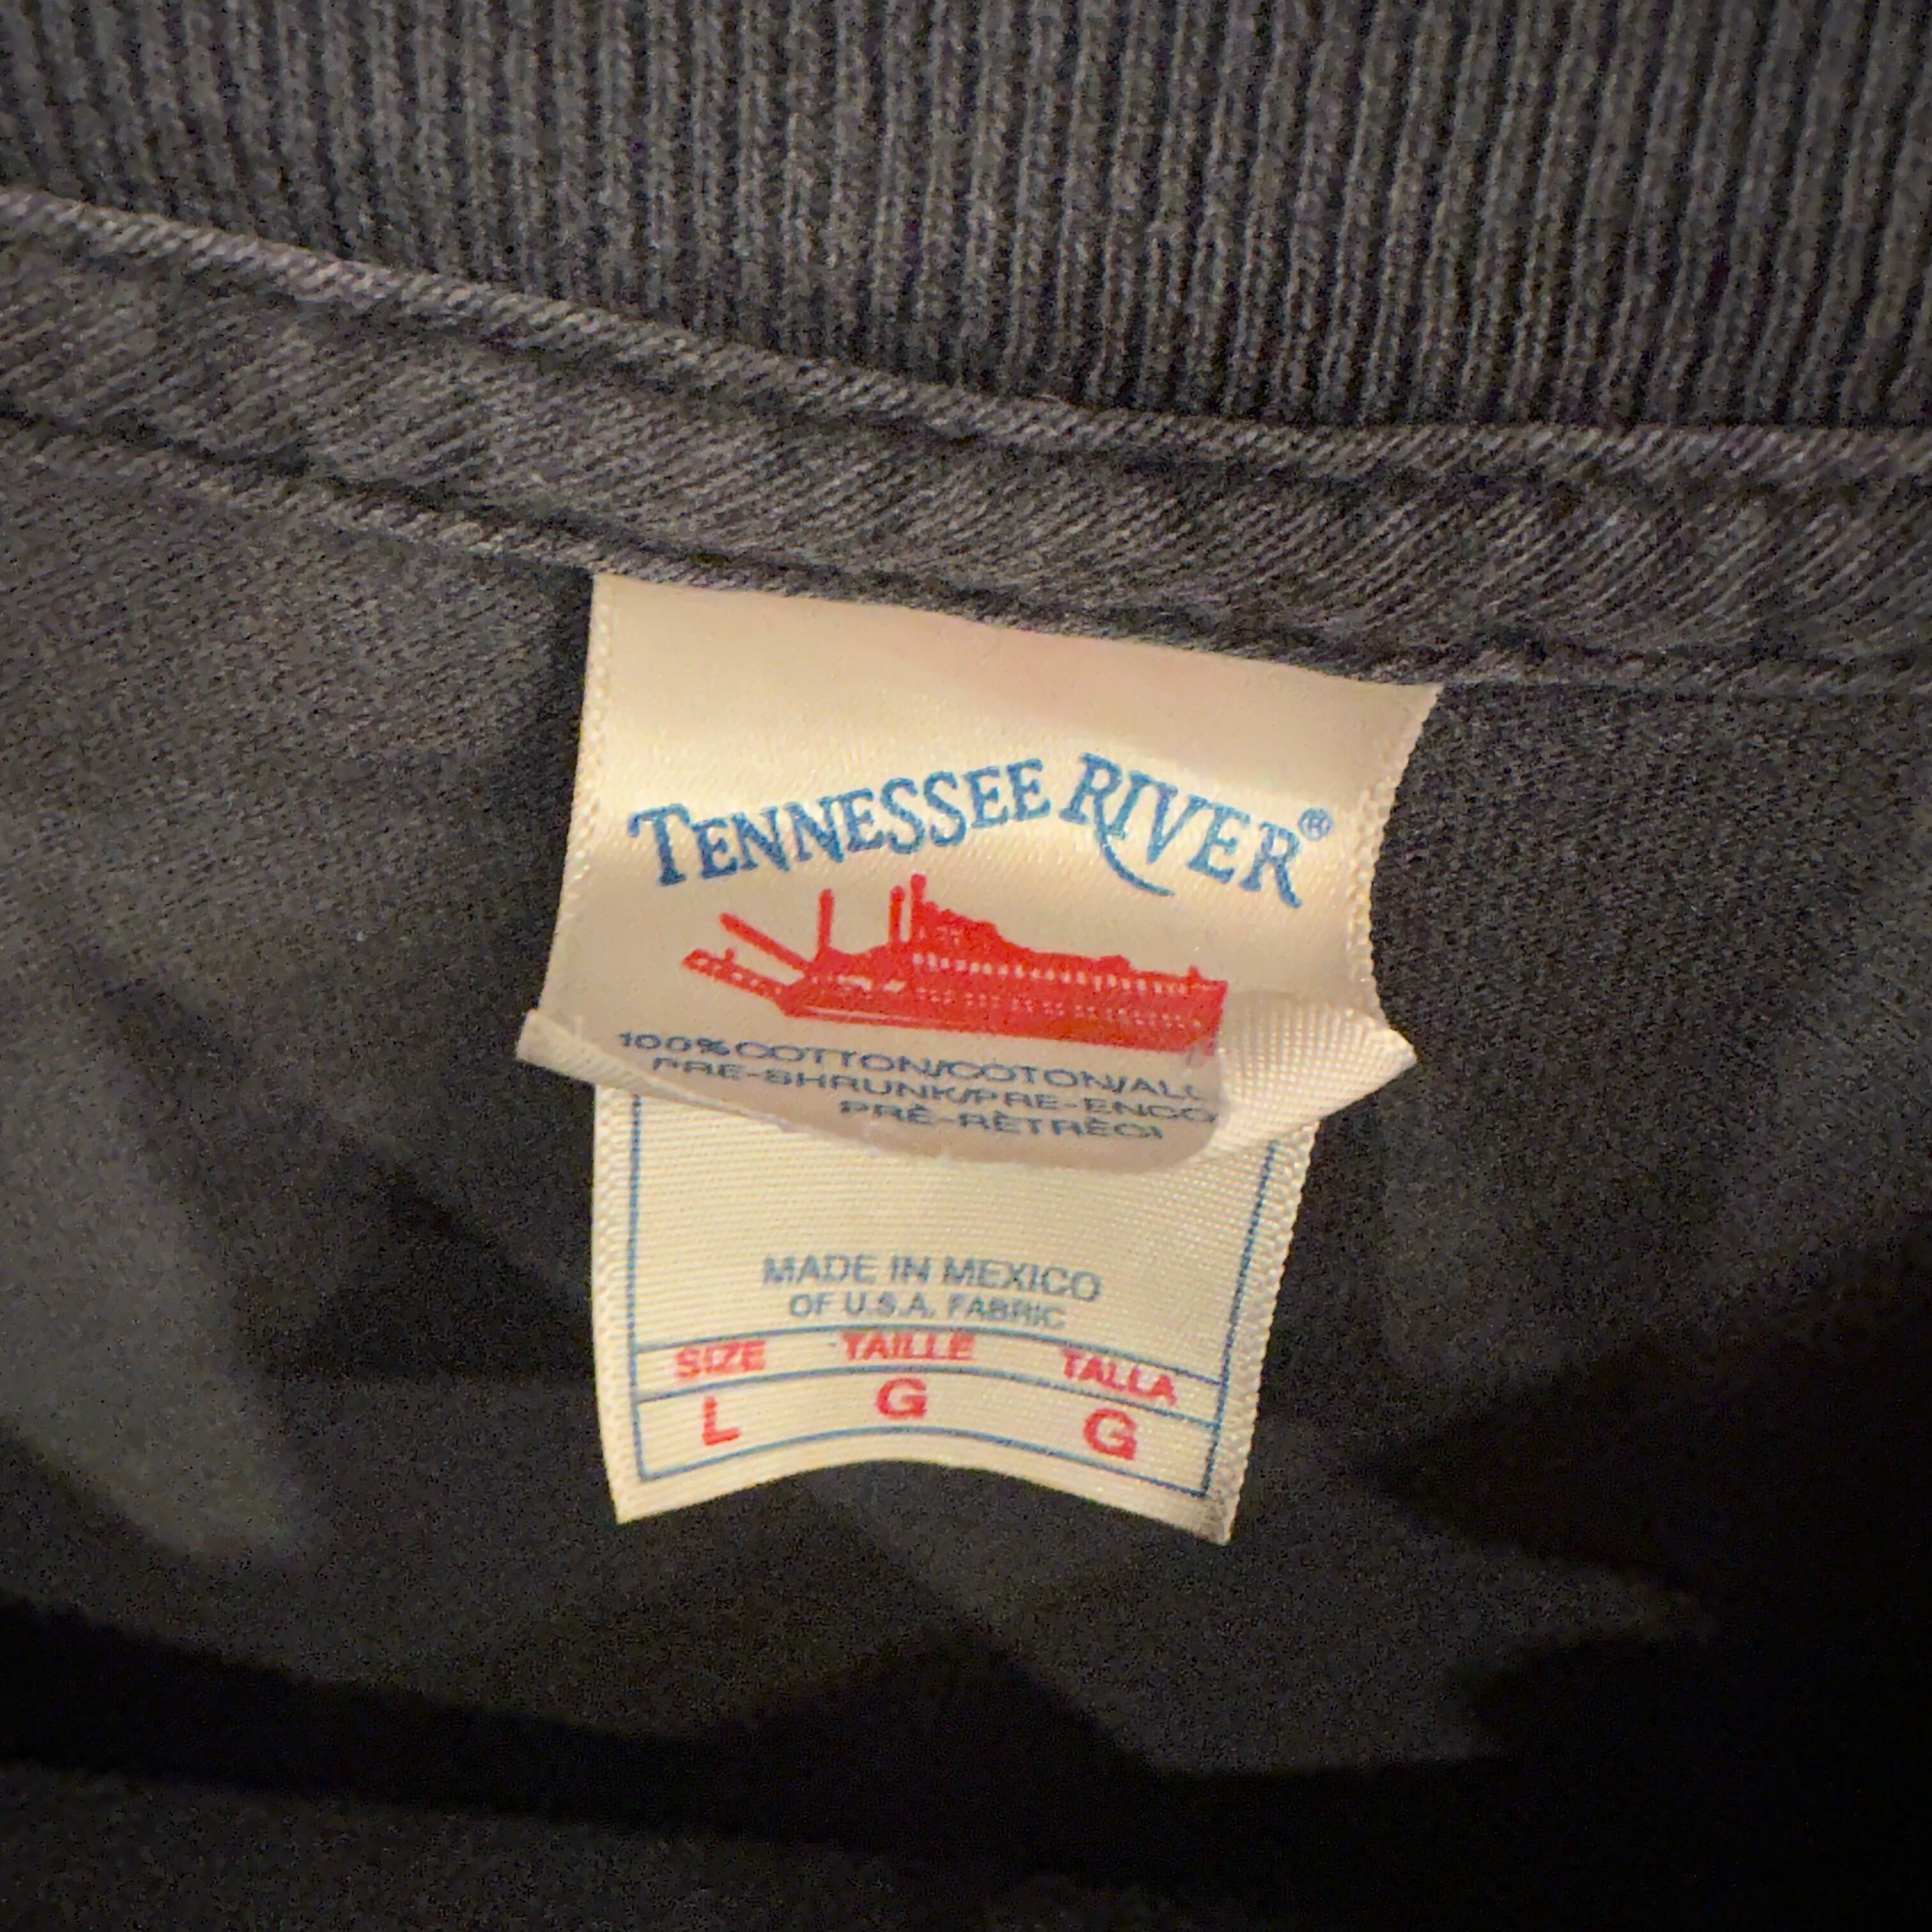 TENNESSEE RIVER®
100% COTTON/COTON/ALG
PRE-SHRUNK/PRE-ENCO
PRÉ-RÉTRÉCI
MADE IN MEXICO
OF U.S.A. FABRIC
SIZE TAILLE TALLA
L G G